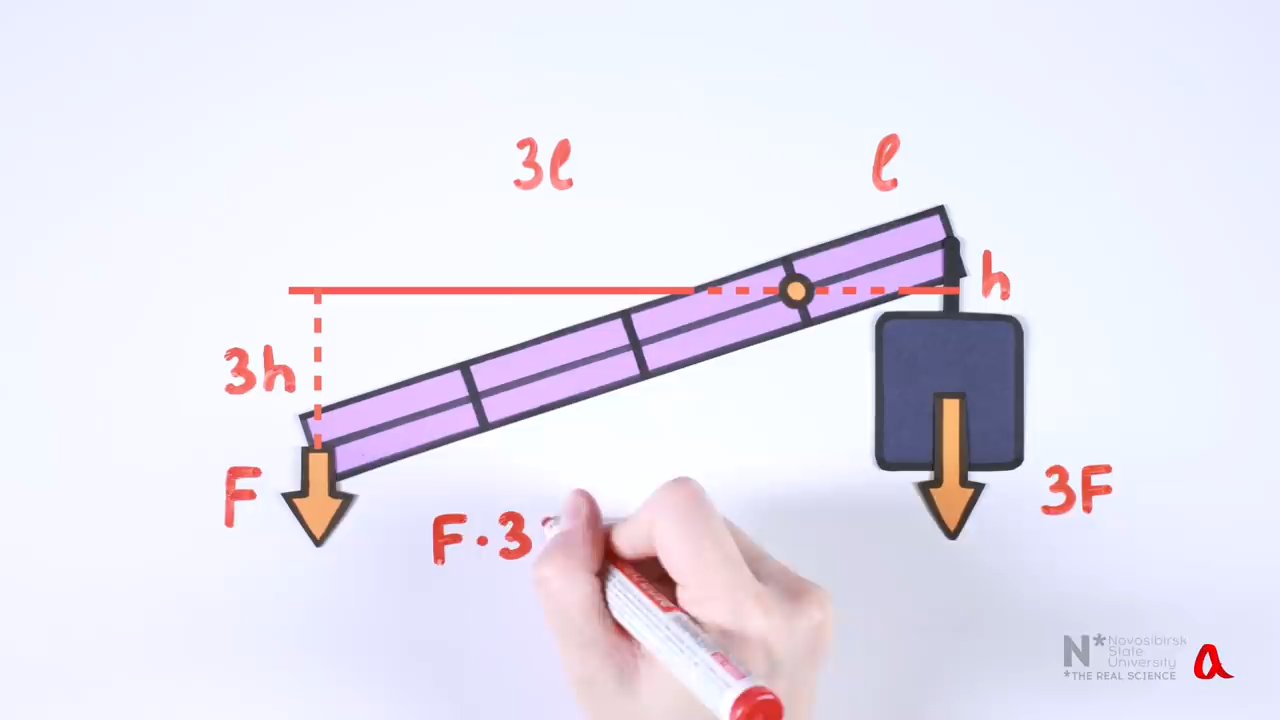 3l
l
h
3h
F
3F
F·3
N* Novosibirsk
State
University
*THE REAL SCIENCE
a